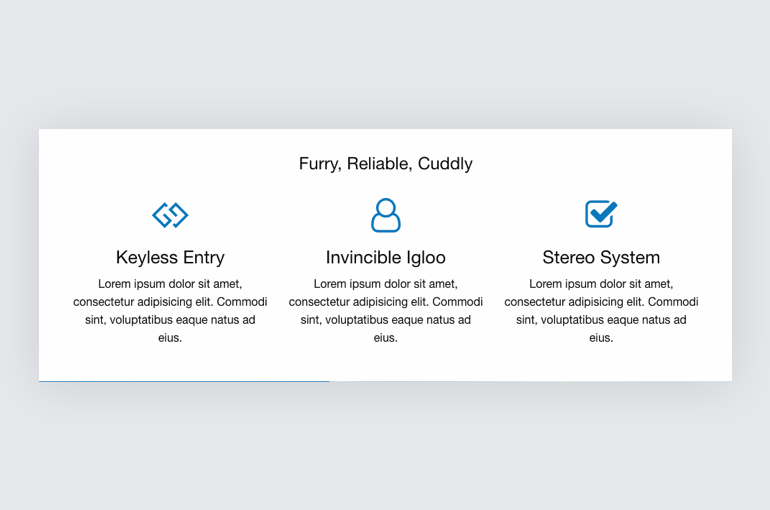 Furry, Reliable, Cuddly
Keyless Entry
Lorem ipsum dolor sit amet,
consectetur adipisicing elit. Commodi
sint, voluptatibus eaque natus ad
eius.
Invincible Igloo
Lorem ipsum dolor sit amet,
consectetur adipisicing elit. Commodi
sint, voluptatibus eaque natus ad
eius.
Stereo System
Lorem ipsum dolor sit amet,
consectetur adipisicing elit. Commodi
sint, voluptatibus eaque natus ad
eius.